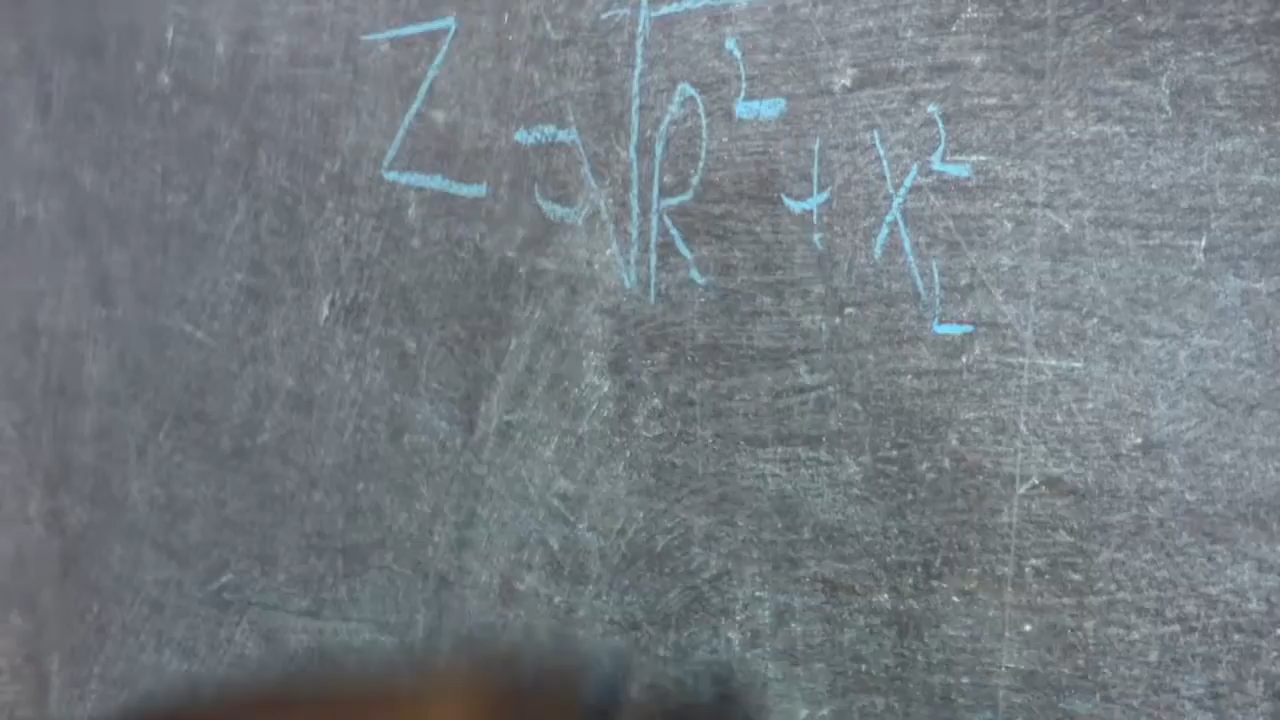 Z = √R² + X_L²